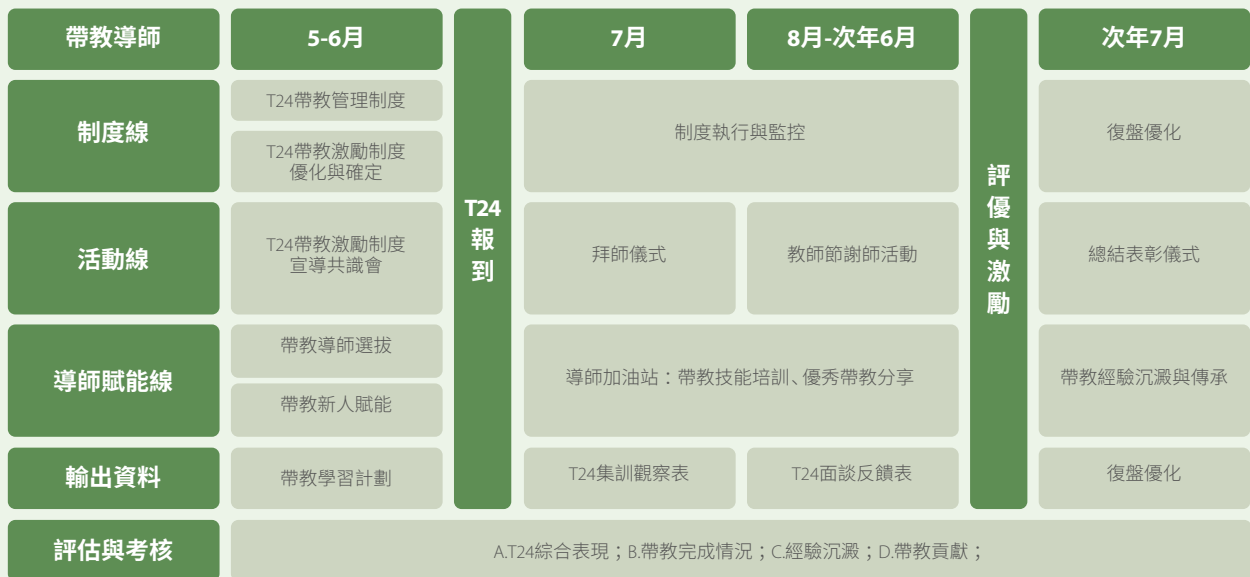 帶教導師
5-6月
7月
8月-次年6月
次年7月
制度線
T24帶教管理制度
T24帶教激勵制度
優化與確定
制度執行與監控
復盤優化
T24
報
到
評
優
與
激
勵
活動線
T24帶教激勵制度
宣導共識會
拜師儀式
教師節謝師活動
總結表彰儀式
導師賦能線
帶教導師選拔
帶教新人賦能
導師加油站：帶教技能培訓、優秀帶教分享
帶教經驗沉澱與傳承
輸出資料
帶教學習計劃
T24集訓觀察表
T24面談反饋表
復盤優化
評估與考核
A.T24綜合表現；B.帶教完成情況；C.經驗沉澱；D.帶教貢獻；